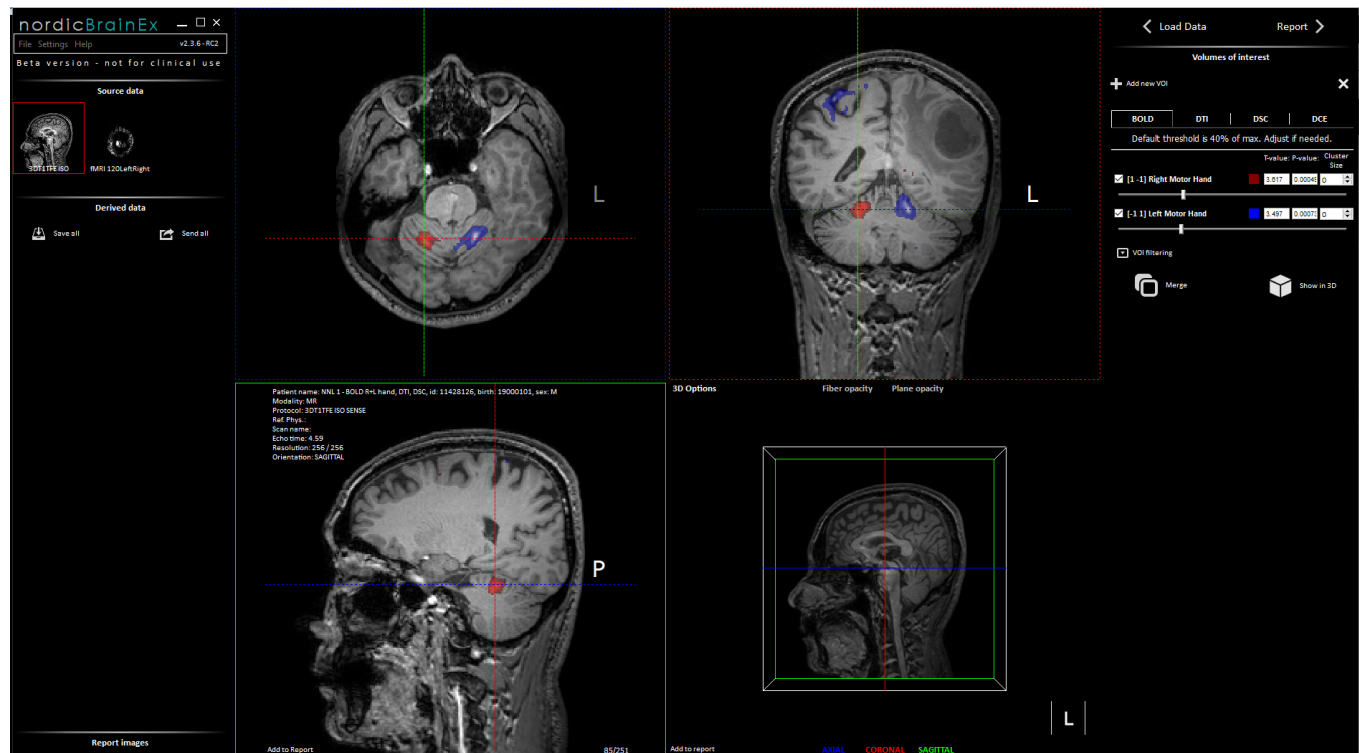 nordicBrainEx
File Settings Help v2.3.6 - RC2
Beta version - not for clinical use
Source data
3DT1TFE ISO
fMRI 120LeftRight
Derived data
Save all
Send all
Report images
L
L
Patient name: NNL 1 - BOLD R+L hand, DTI, DSC, id: 11428126, birth: 19000101, sex: M
Modality: MR
Protocol: 3DT1TFE ISO SENSE
Ref. Phys.:
Scan name:
Echo time: 4.59
Resolution: 256 / 256
Orientation: SAGITTAL
P
Add to Report
85/251
3D Options
Fiber opacity
Plane opacity
L
Add to report
AXIAL
CORONAL
SAGITTAL
Load Data
Report
Volumes of interest
Add new VOI
BOLD
DTI
DSC
DCE
Default threshold is 40% of max. Adjust if needed.
T-value: P-value: Cluster
Size
[1 -1] Right Motor Hand 3.617 0.00049 0
[-1 1] Left Motor Hand 3.497 0.00073 0
VOI filtering
Merge
Show in 3D